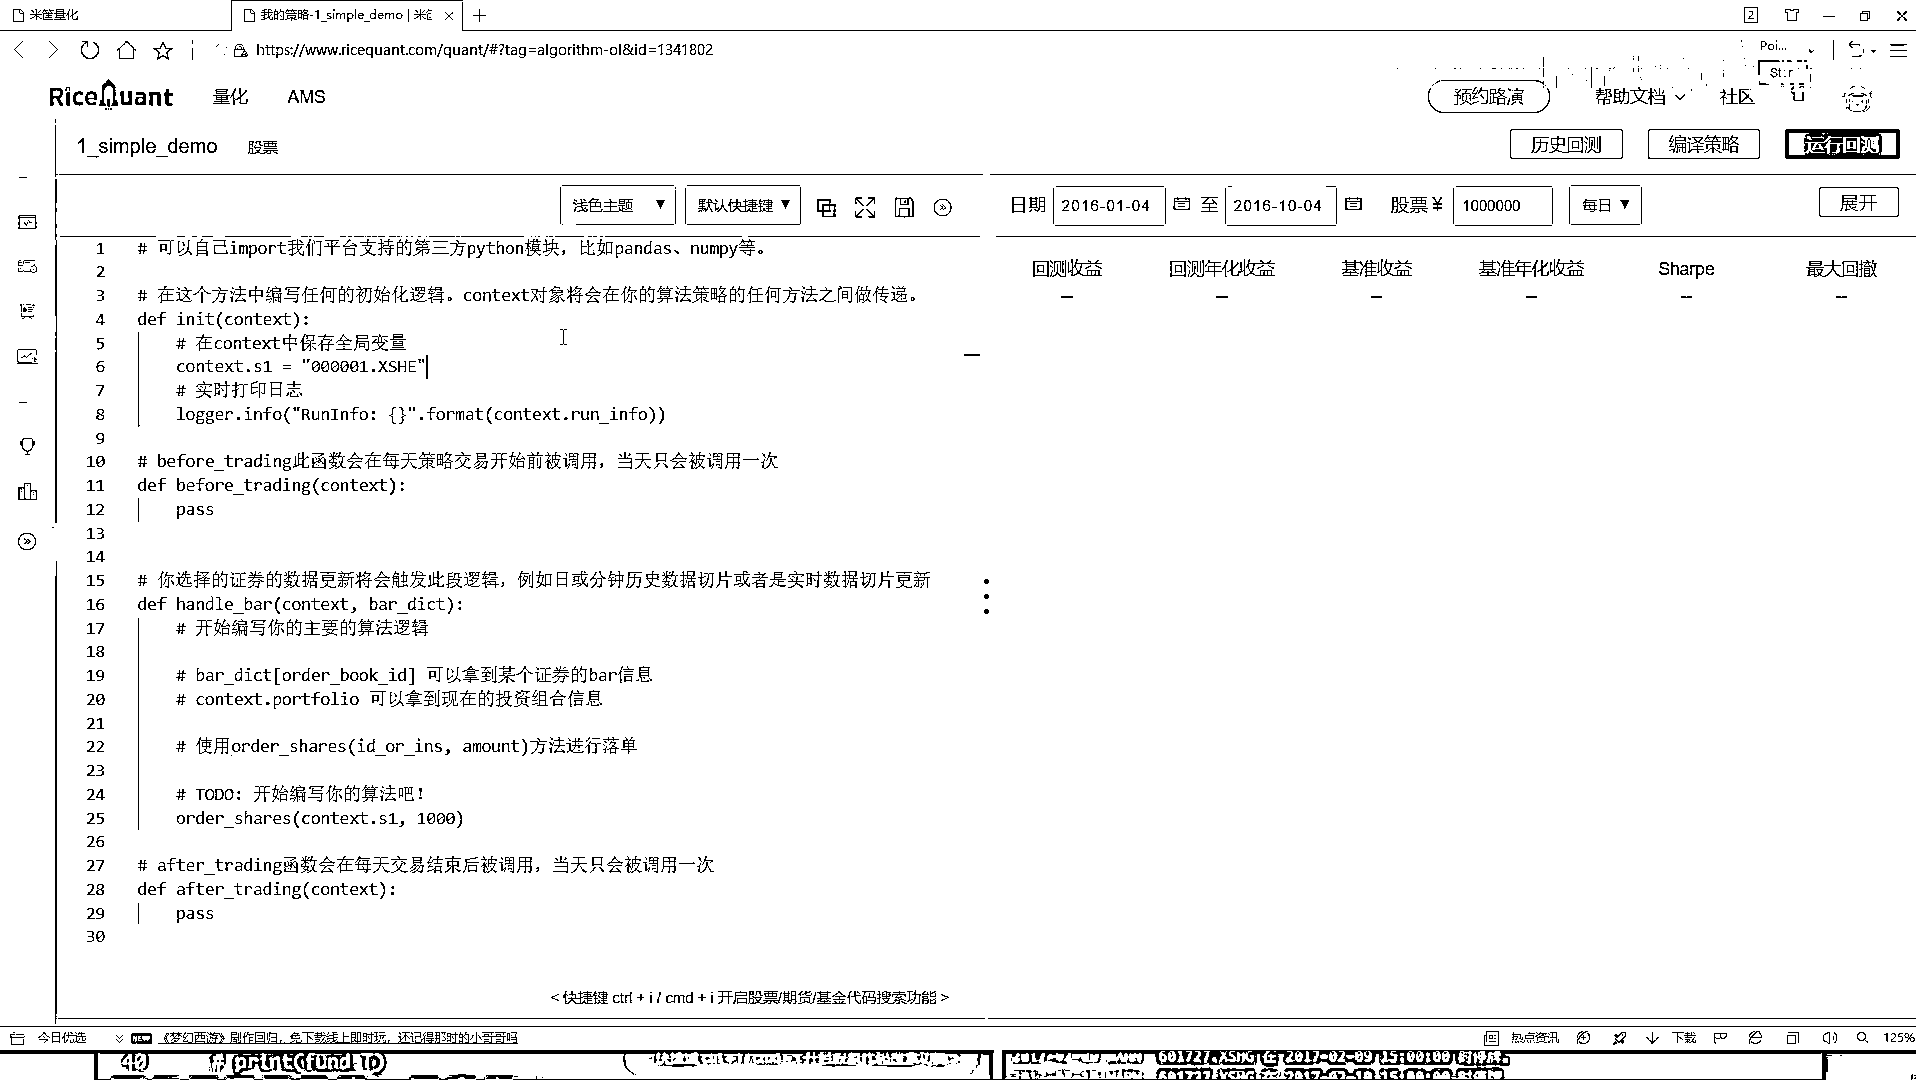 米筐量化
我的策略-1_simple_demo | 米筐
2
https://www.ricequant.com/quant/#?tag=algorithm-ol&id=1341802
Poi...
RiceQuant 量化 AMS
预约路演 帮助文档 社区
1_simple_demo 股票
历史回测 编译策略 运行回测
浅色主题 ▼ 默认快捷键 ▼
日期 2016-01-04 至 2016-10-04 股票 ¥ 1000000 每日 ▼ 展开
回测收益 回测年化收益 基准收益 基准年化收益 Sharpe 最大回撤
-- -- -- -- -- --
1 # 可以自己import我们平台支持的第三方python模块，比如pandas、numpy等。
2
3 # 在这个方法中编写任何的初始化逻辑。context对象将会在你的算法策略的任何方法之间做传递。
4 def init(context):
5 # 在context中保存全局变量
6 context.s1 = "000001.XSHE"
7 # 实时打印日志
8 logger.info("RunInfo: {}".format(context.run_info))
9
10 # before_trading此函数会在每天策略交易开始前被调用，当天只会被调用一次
11 def before_trading(context):
12 pass
13
14
15 # 你选择的证券的数据更新将会触发此段逻辑，例如日或分钟历史数据切片或者是实时数据切片更新
16 def handle_bar(context, bar_dict):
17 # 开始编写你的主要的算法逻辑
18
19 # bar_dict[order_book_id] 可以拿到某个证券的bar信息
20 # context.portfolio 可以拿到现在的投资组合信息
21
22 # 使用order_shares(id_or_ins, amount)方法进行落单
23
24 # TODO: 开始编写你的算法吧！
25 order_shares(context.s1, 1000)
26
27 # after_trading函数会在每天交易结束后被调用，当天只会被调用一次
28 def after_trading(context):
29 pass
30
< 快捷键 ctrl + i / cmd + i 开启股票/期货/基金代码搜索功能 >
今日优选 NEW 《梦幻西游》剧作回归，免下载线上即时玩，还记得那时的小哥哥吗
热点资讯 下载 125%
40 # print(fund_ip)